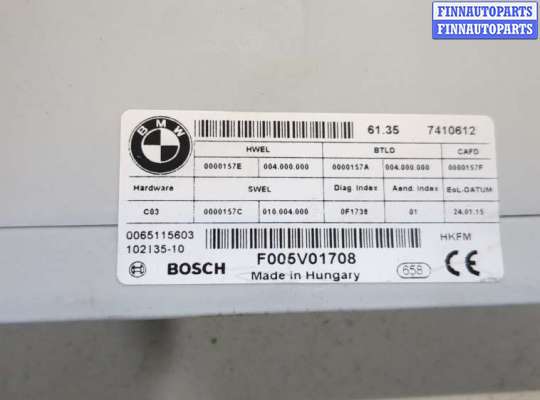 FINNAUTOPARTS
FINNAUTOPARTS
BMW
61.35 7410612
HWEL BTLD CAFD
0000157E 004.000.000 0000157A 004.000.000 0000157F
Hardware SWEL Diag. Index Aend. Index EoL-DATUM
C03 0000157C 010.004.000 0F1738 01 24.01.15
0065115603 HKFM
102135-10
BOSCH F005V01708 658 CE
Made in Hungary